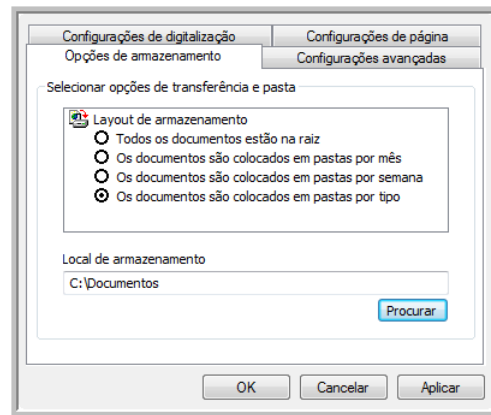 Configurações de digitalização
Configurações de página
Opções de armazenamento
Configurações avançadas
Selecionar opções de transferência e pasta
Layout de armazenamento
Todos os documentos estão na raiz
Os documentos são colocados em pastas por mês
Os documentos são colocados em pastas por semana
Os documentos são colocados em pastas por tipo
Local de armazenamento
C:\Documentos
Procurar
OK
Cancelar
Aplicar